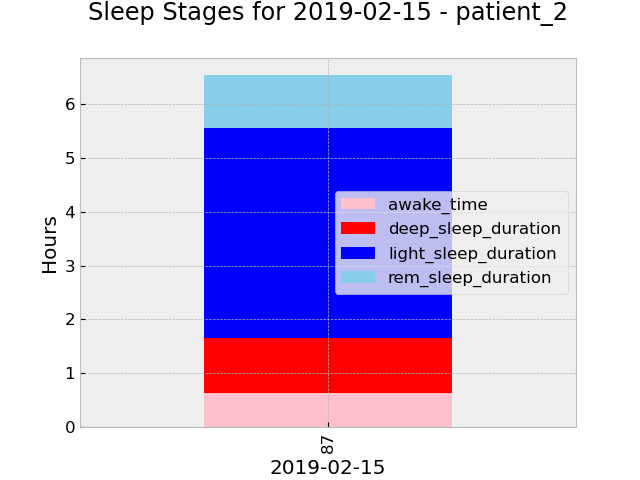 Sleep Stages for 2019-02-15 - patient_2
Hours
6
5
4
3
2
1
0
awake_time
deep_sleep_duration
light_sleep_duration
rem_sleep_duration
87
2019-02-15